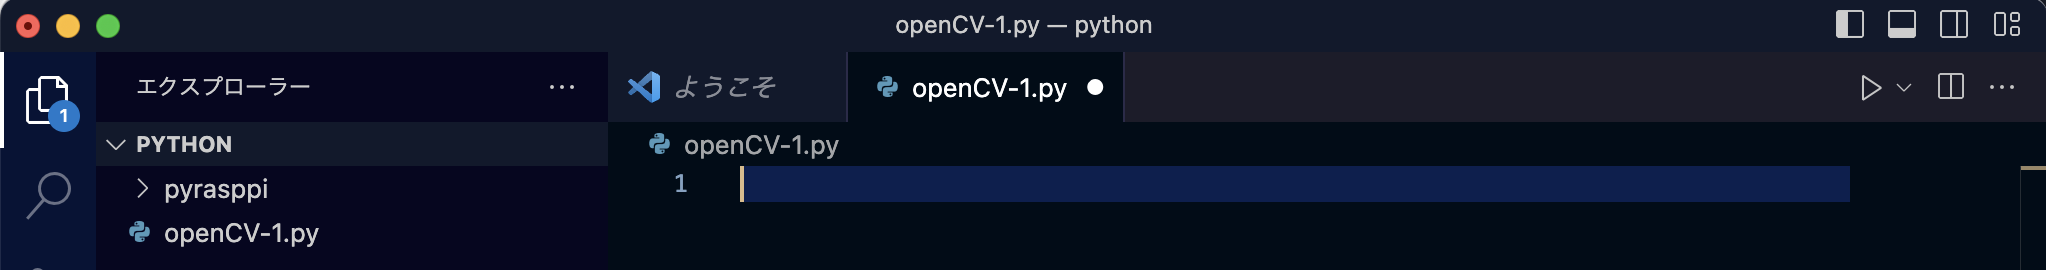 openCV-1.py — python
エクスプローラー
ようこそ
openCV-1.py
1
PYTHON
openCV-1.py
pyrasppi
1
openCV-1.py